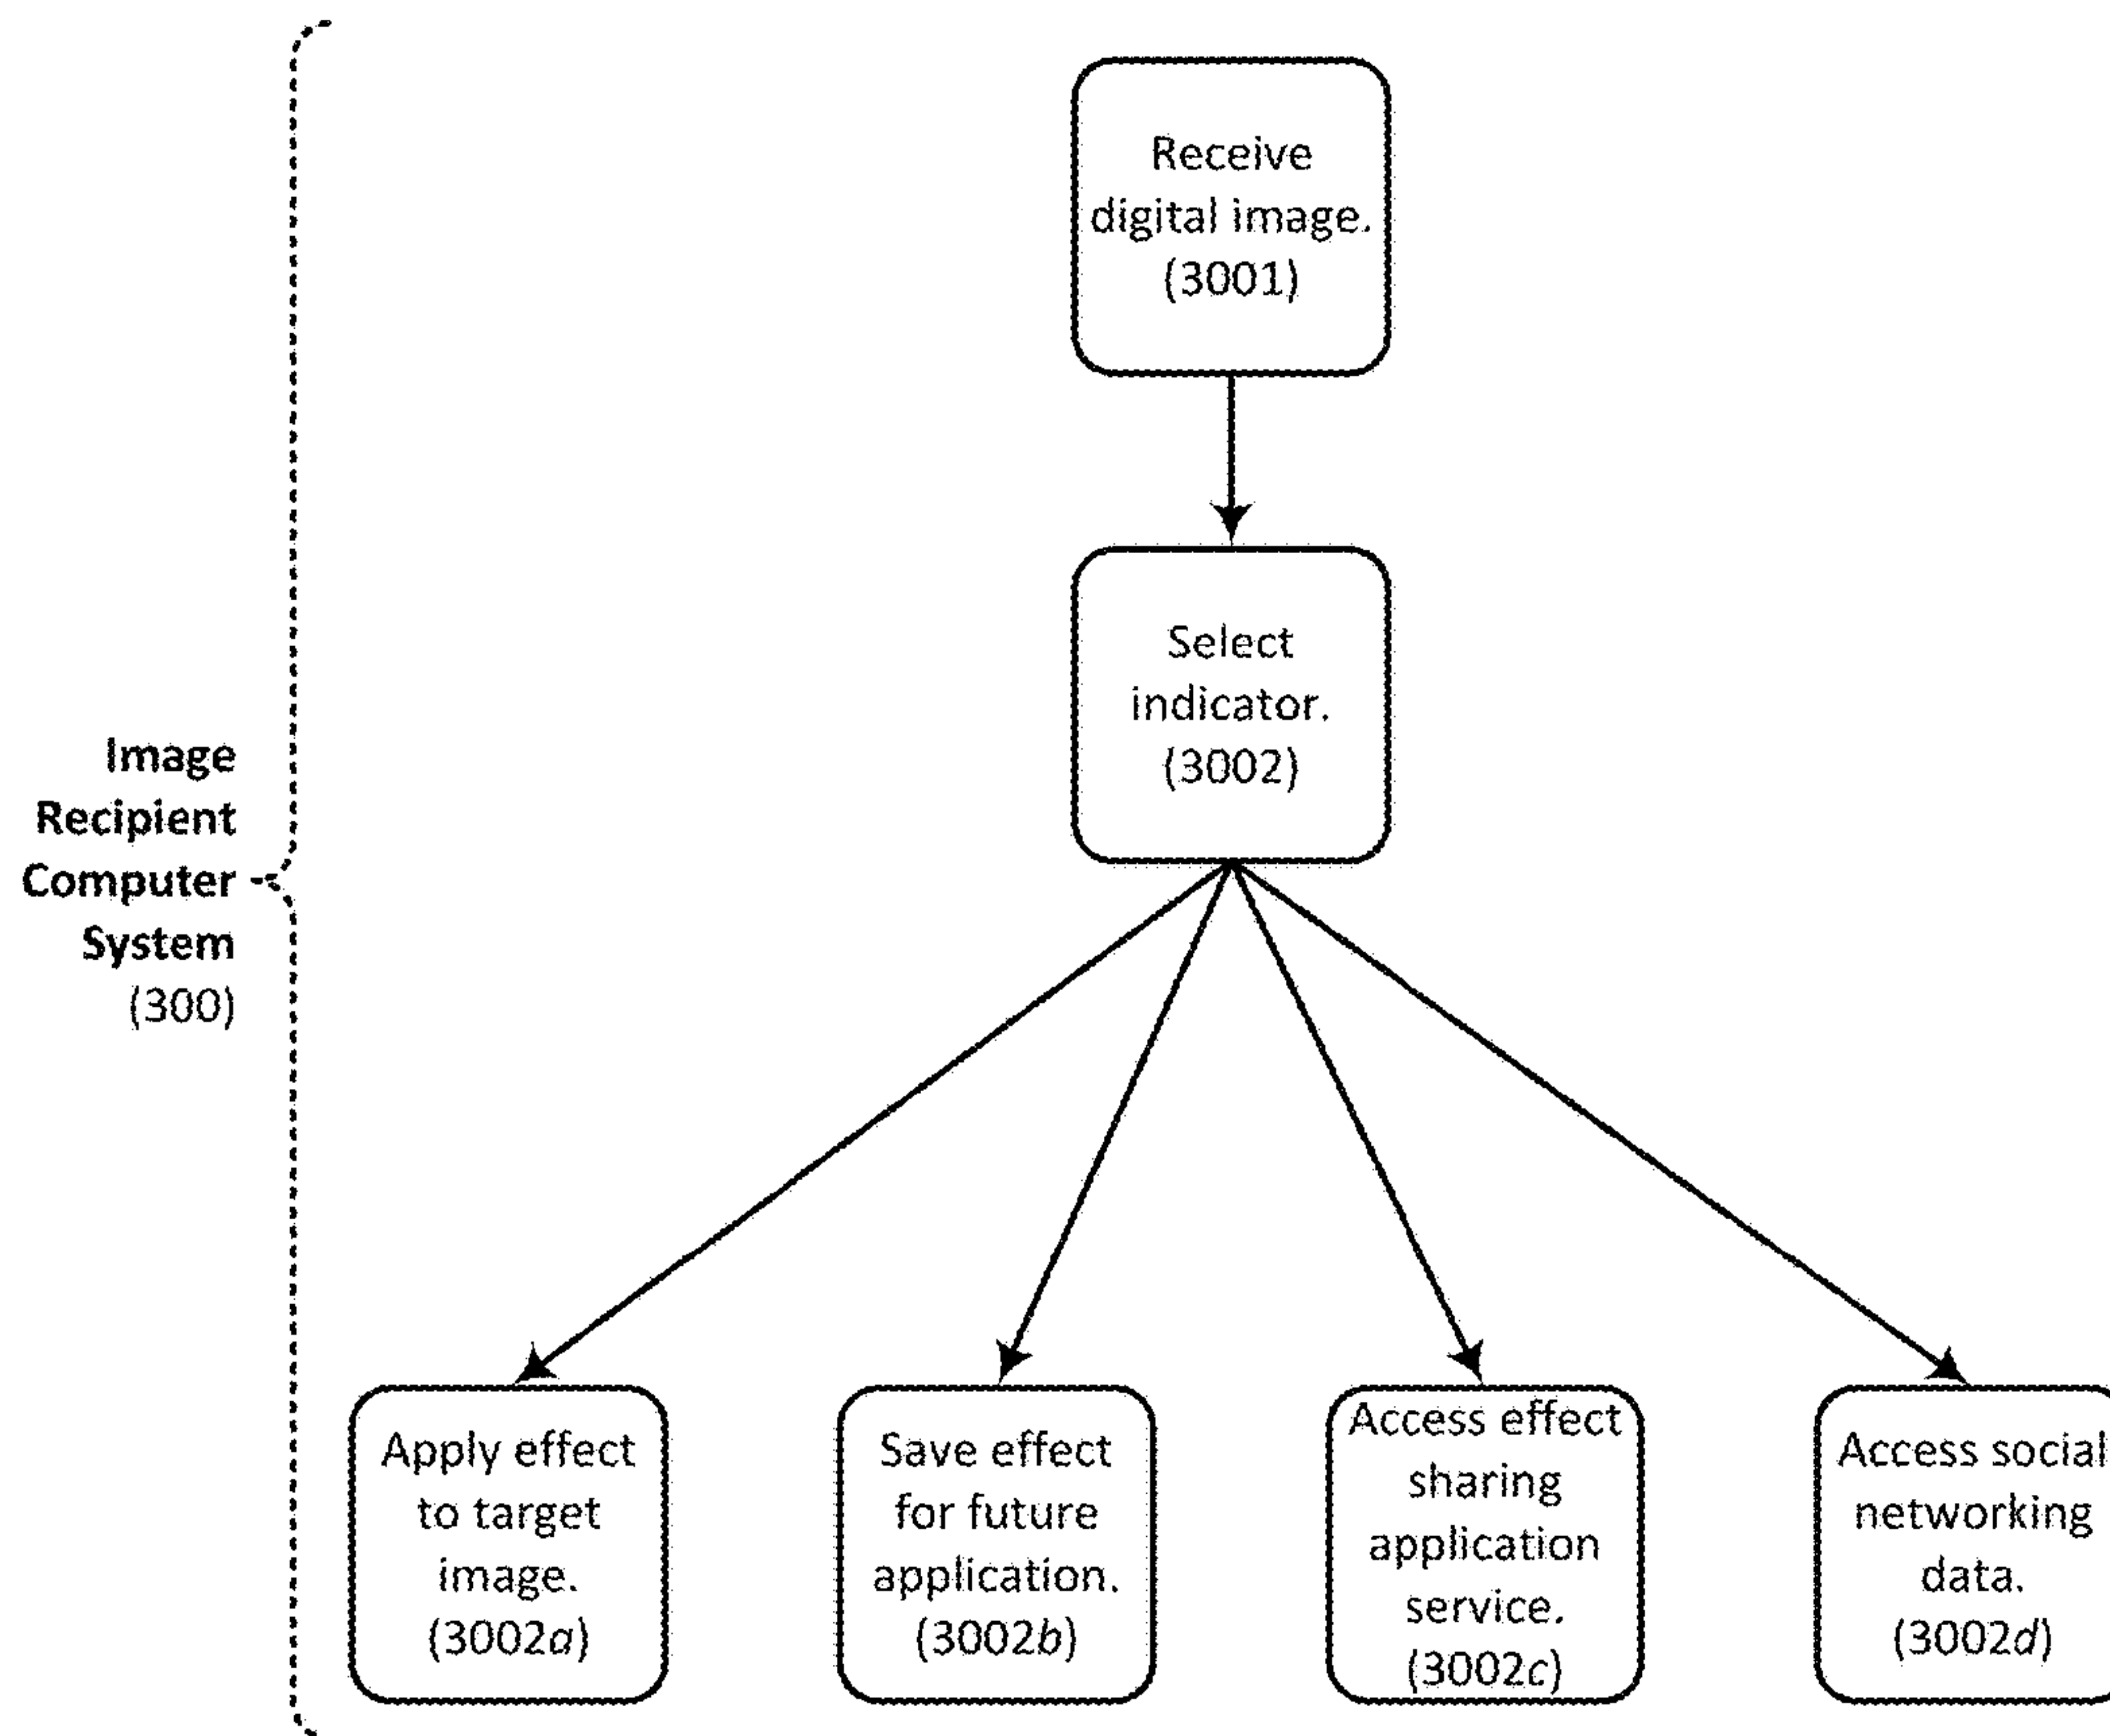 Receive
digital image.
(3001)
Select
indicator.
(3002)
Image
Recipient
Computer
System
(300)
Apply effect
to target
image.
(3002a)
Save effect
for future
application.
(3002b)
Access effect
sharing
application
service.
(3002c)
Access social
networking
data.
(3002d)